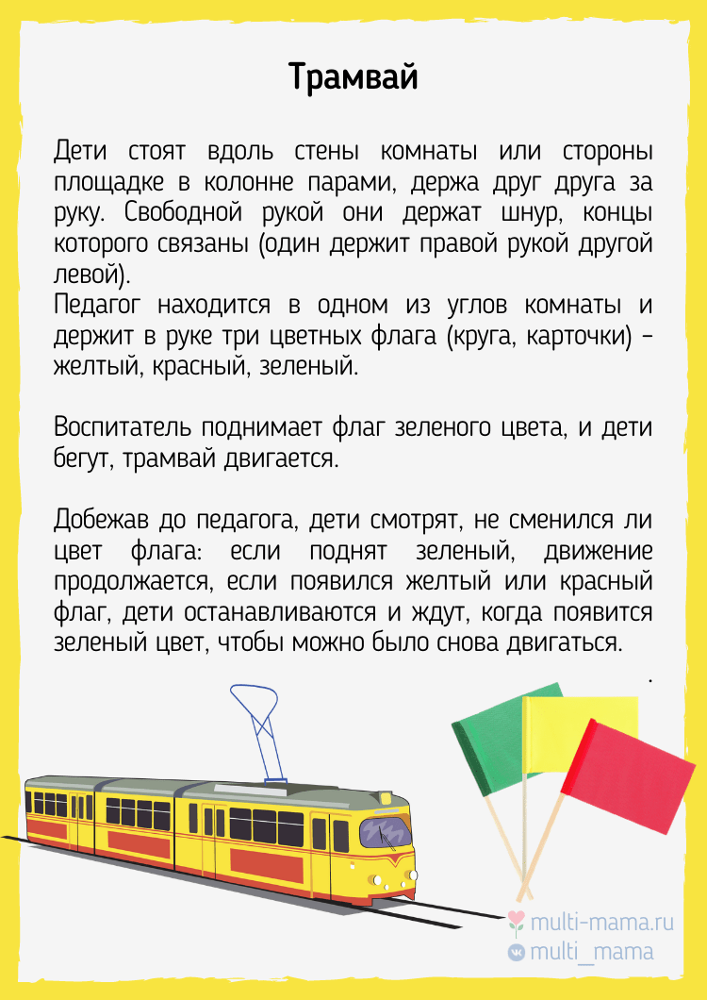 Трамвай
Дети стоят вдоль стены комнаты или стороны
площадке в колонне парами, держа друг друга за
руку. Свободной рукой они держат шнур, концы
которого связаны (один держит правой рукой другой
левой).
Педагог находится в одном из углов комнаты и
держит в руке три цветных флага (круга, карточки) –
желтый, красный, зеленый.
Воспитатель поднимает флаг зеленого цвета, и дети
бегут, трамвай двигается.
Добежав до педагога, дети смотрят, не сменился ли
цвет флага: если поднят зеленый, движение
продолжается, если появился желтый или красный
флаг, дети останавливаются и ждут, когда появится
зеленый цвет, чтобы можно было снова двигаться.
.
multi-mama.ru
multi_mama